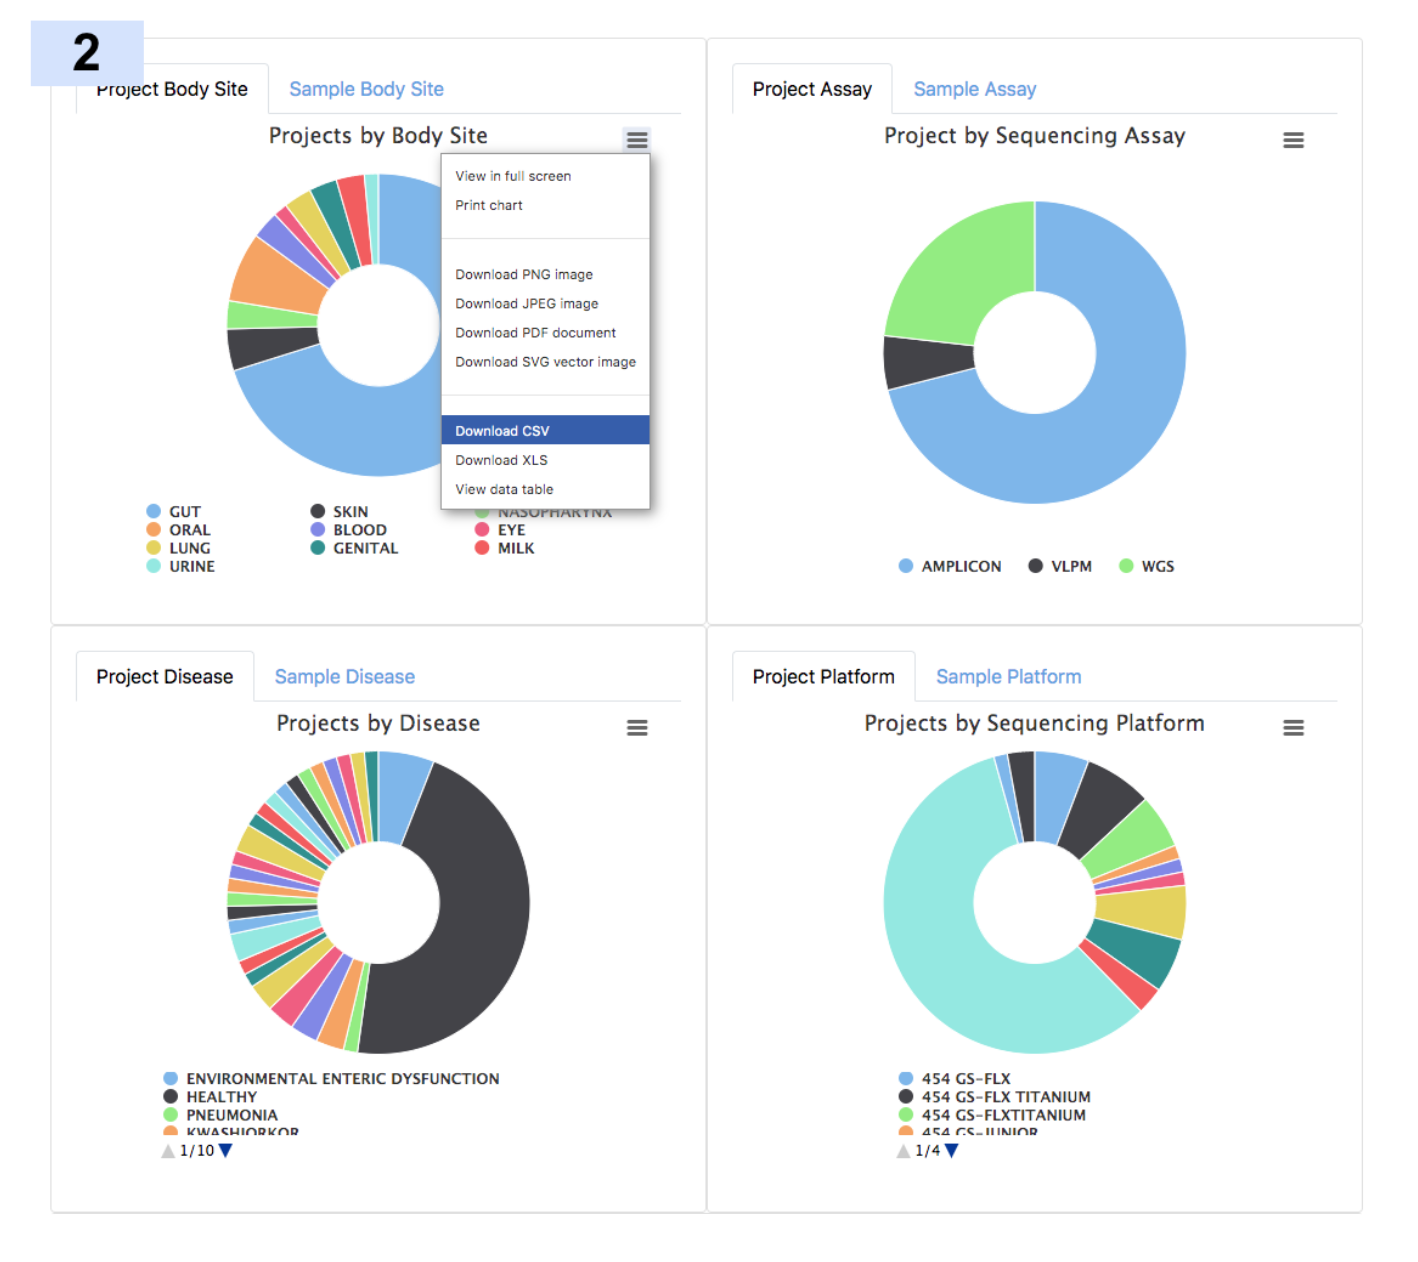 2
Project Body Site
Sample Body Site
Projects by Body Site
View in full screen
Print chart
Download PNG image
Download JPEG image
Download PDF document
Download SVG vector image
Download CSV
Download XLS
View data table
GUT
SKIN
NASOPHARYNX
ORAL
BLOOD
EYE
LUNG
GENITAL
MILK
URINE
Project Assay
Sample Assay
Project by Sequencing Assay
AMPLICON
VLPM
WGS
Project Disease
Sample Disease
Projects by Disease
ENVIRONMENTAL ENTERIC DYSFUNCTION
HEALTHY
PNEUMONIA
KWASHIORKOR
1/10
Project Platform
Sample Platform
Projects by Sequencing Platform
454 GS-FLX
454 GS-FLX TITANIUM
454 GS-FLXTITANIUM
454 GS-JUNIOR
1/4